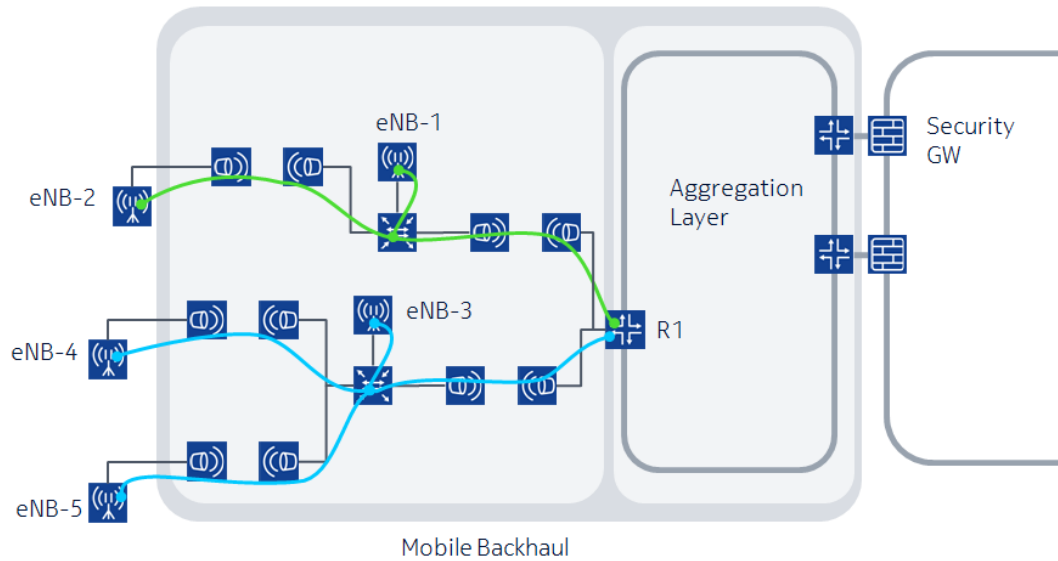 eNB-1
eNB-2
Security
GW
Aggregation
Layer
eNB-3
R1
eNB-4
eNB-5
Mobile Backhaul